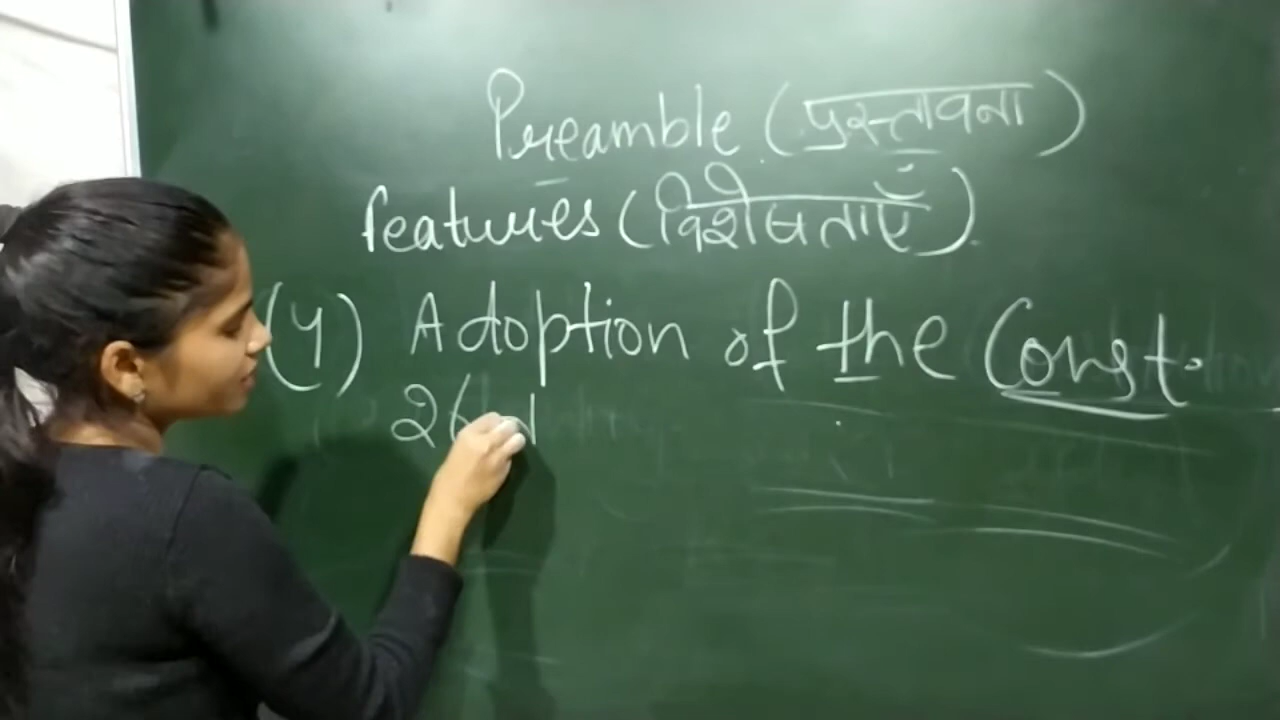 Preamble (प्रस्तावना)
features (विशेषताएँ)
(4) Adoption of the Const.
26 N